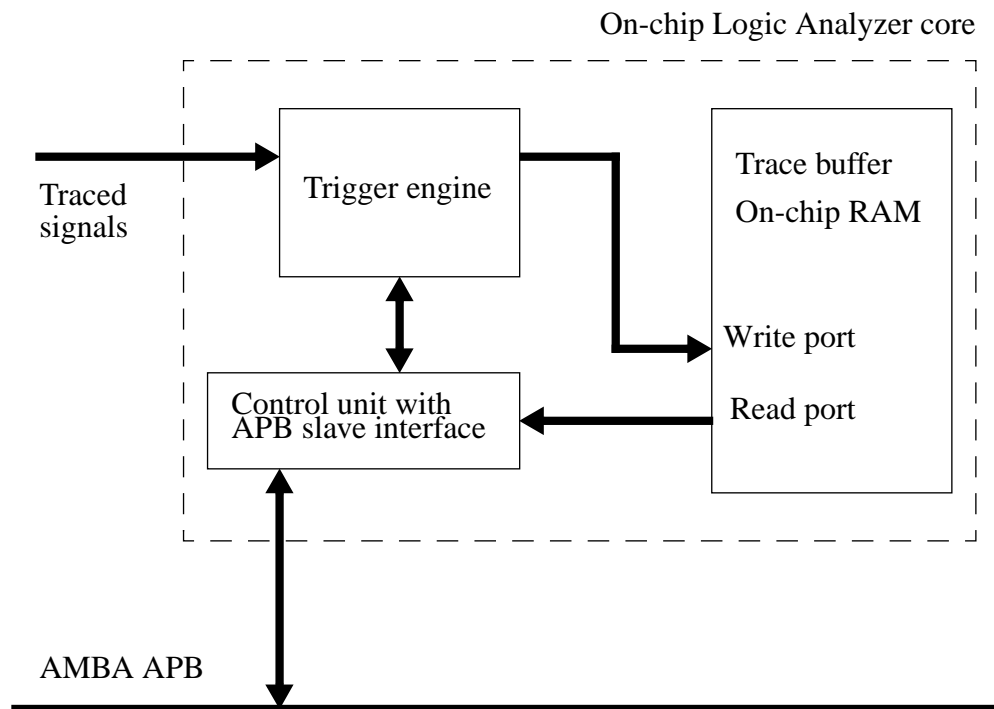 On-chip Logic Analyzer core
Traced
signals
Trigger engine
Trace buffer
On-chip RAM
Write port
Read port
Control unit with
APB slave interface
AMBA APB